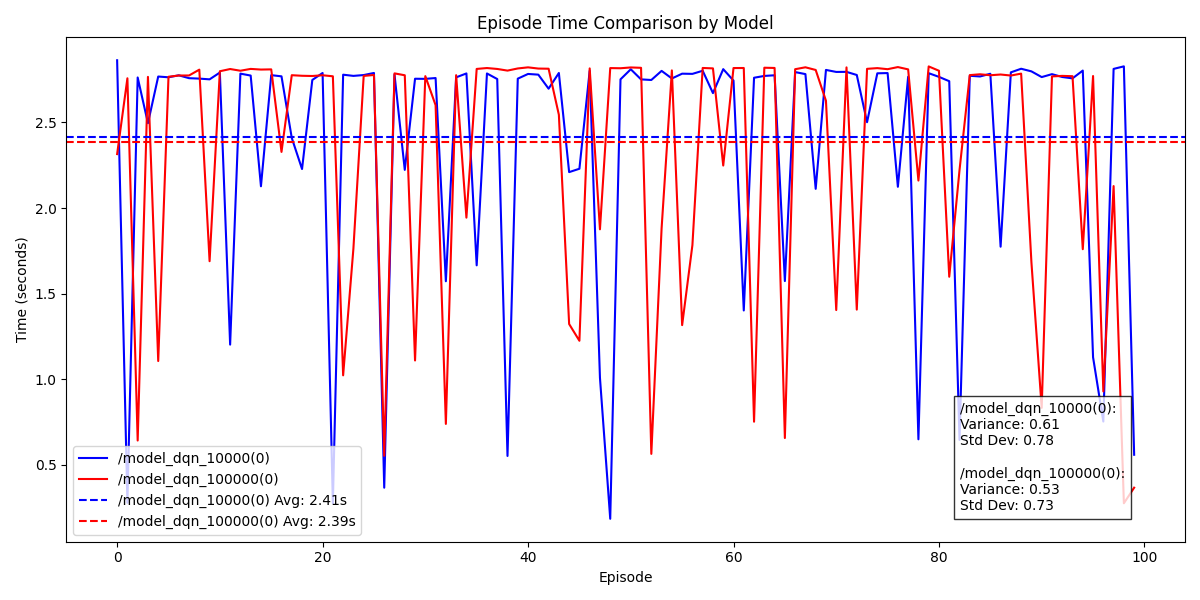 Episode Time Comparison by Model
Time (seconds)
2.5
2.0
1.5
1.0
0.5
/model_dqn_10000(0)
/model_dqn_100000(0)
/model_dqn_10000(0) Avg: 2.41s
/model_dqn_100000(0) Avg: 2.39s
/model_dqn_10000(0):
Variance: 0.61
Std Dev: 0.78
/model_dqn_100000(0):
Variance: 0.53
Std Dev: 0.73
0 20 40 60 80 100
Episode